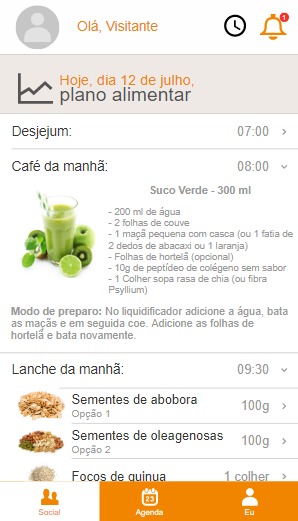 Olá, Visitante
1
Hoje, dia 12 de julho,
plano alimentar
Desjejum: 07:00
Café da manhã: 08:00
Suco Verde - 300 ml
- 200 ml de água
- 2 folhas de couve
- 1 maçã pequena com casca (ou 1 fatia de
2 dedos de abacaxi ou 1 laranja)
- Folhas de hortelã (opcional)
- 10g de peptídeo de colégeno sem sabor
- 1 Colher sopa rasa de chia (ou fibra
Psyllium)
Modo de preparo: No liquidificador adicione a água, bata
as maçãs e em seguida coe. Adicione as folhas de
hortelã e bata novamente.
Lanche da manhã: 09:30
Sementes de abobora 100g
Opção 1
Sementes de oleagenosas 100g
Opção 2
Focos de quinua 1 colher
Social
23
Agenda
Eu